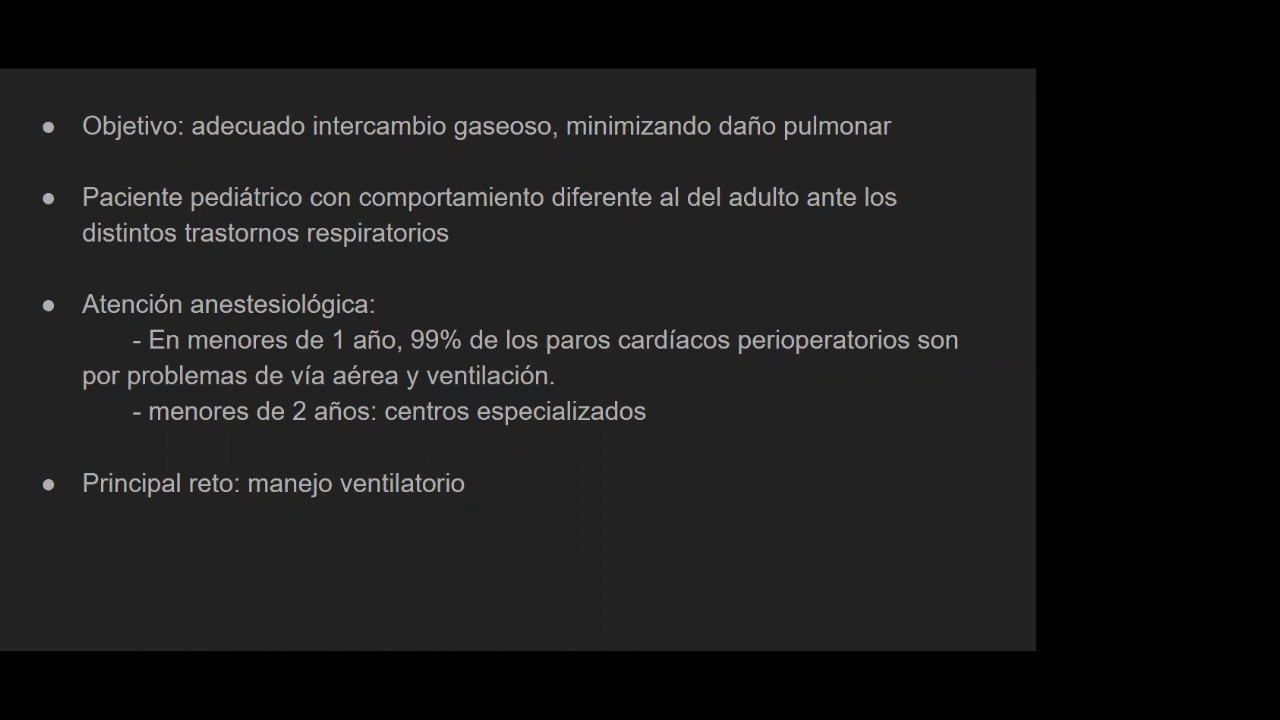 ● Objetivo: adecuado intercambio gaseoso, minimizando daño pulmonar
● Paciente pediátrico con comportamiento diferente al del adulto ante los
distintos trastornos respiratorios
● Atención anestesiológica:
- En menores de 1 año, 99% de los paros cardíacos perioperatorios son
por problemas de vía aérea y ventilación.
- menores de 2 años: centros especializados
● Principal reto: manejo ventilatorio